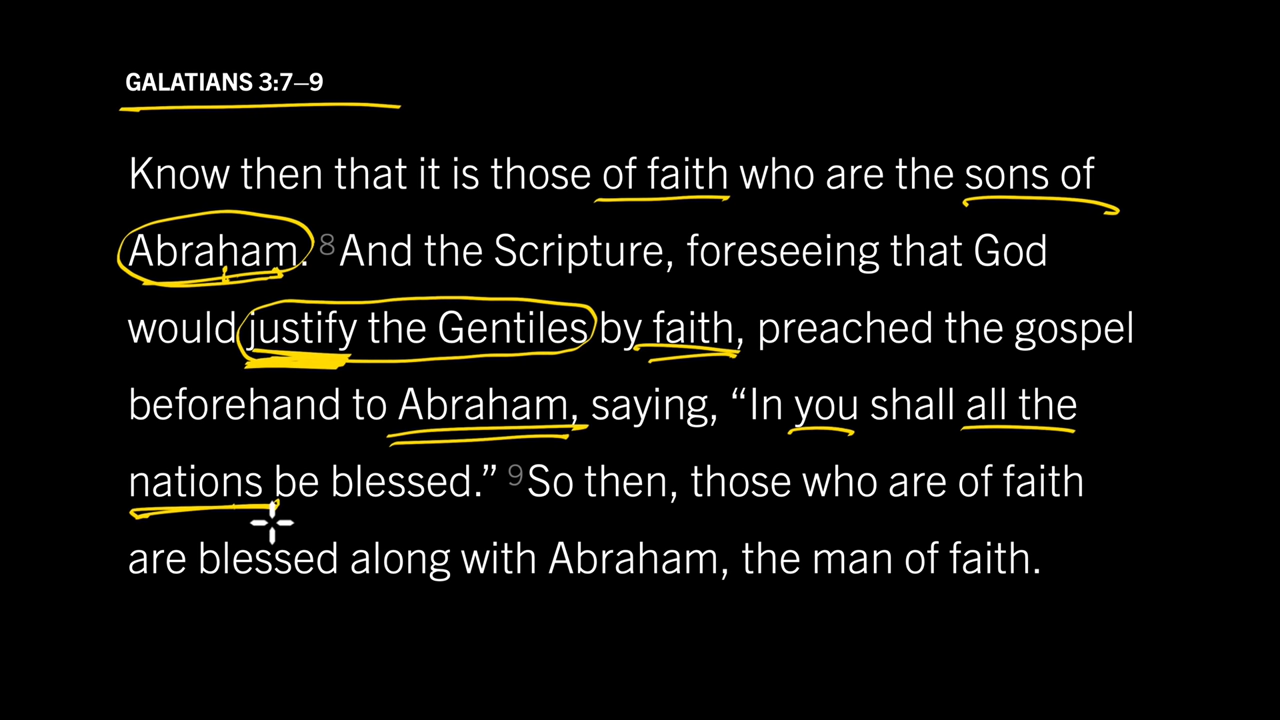 GALATIANS 3:7–9
Know then that it is those of faith who are the sons of
Abraham. 8 And the Scripture, foreseeing that God
would justify the Gentiles by faith, preached the gospel
beforehand to Abraham, saying, “In you shall all the
nations be blessed.” 9 So then, those who are of faith
are blessed along with Abraham, the man of faith.